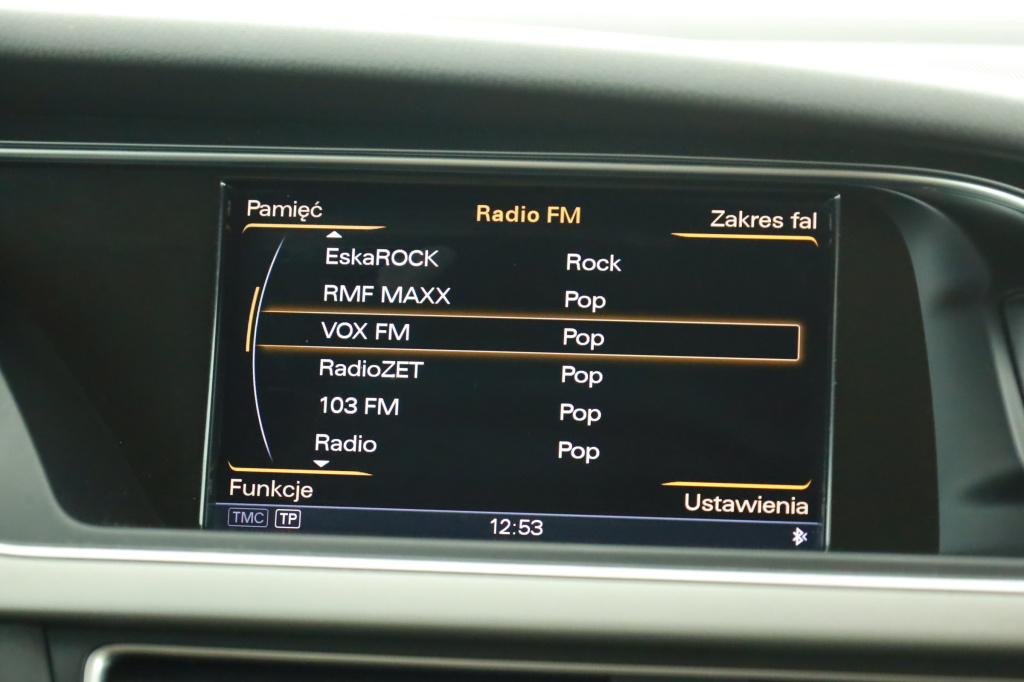 Pamięć Radio FM Zakres fal
EskaROCK Rock
RMF MAXX Pop
VOX FM Pop
RadioZET Pop
103 FM Pop
Radio Pop
Funkcje Ustawienia
TMC TP 12:53